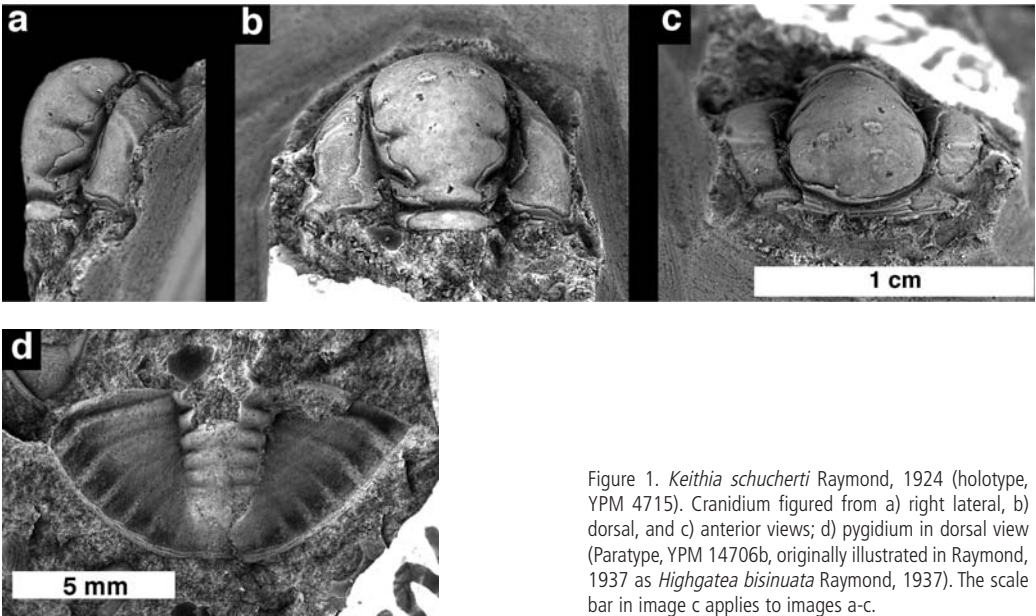 a
b
c
1 cm
d
5 mm
Figure 1. Keithia schucherti Raymond, 1924 (holotype,
YPM 4715). Cranidium figured from a) right lateral, b)
dorsal, and c) anterior views; d) pygidium in dorsal view
(Paratype, YPM 14706b, originally illustrated in Raymond,
1937 as Highgatea bisinuata Raymond, 1937). The scale
bar in image c applies to images a-c.